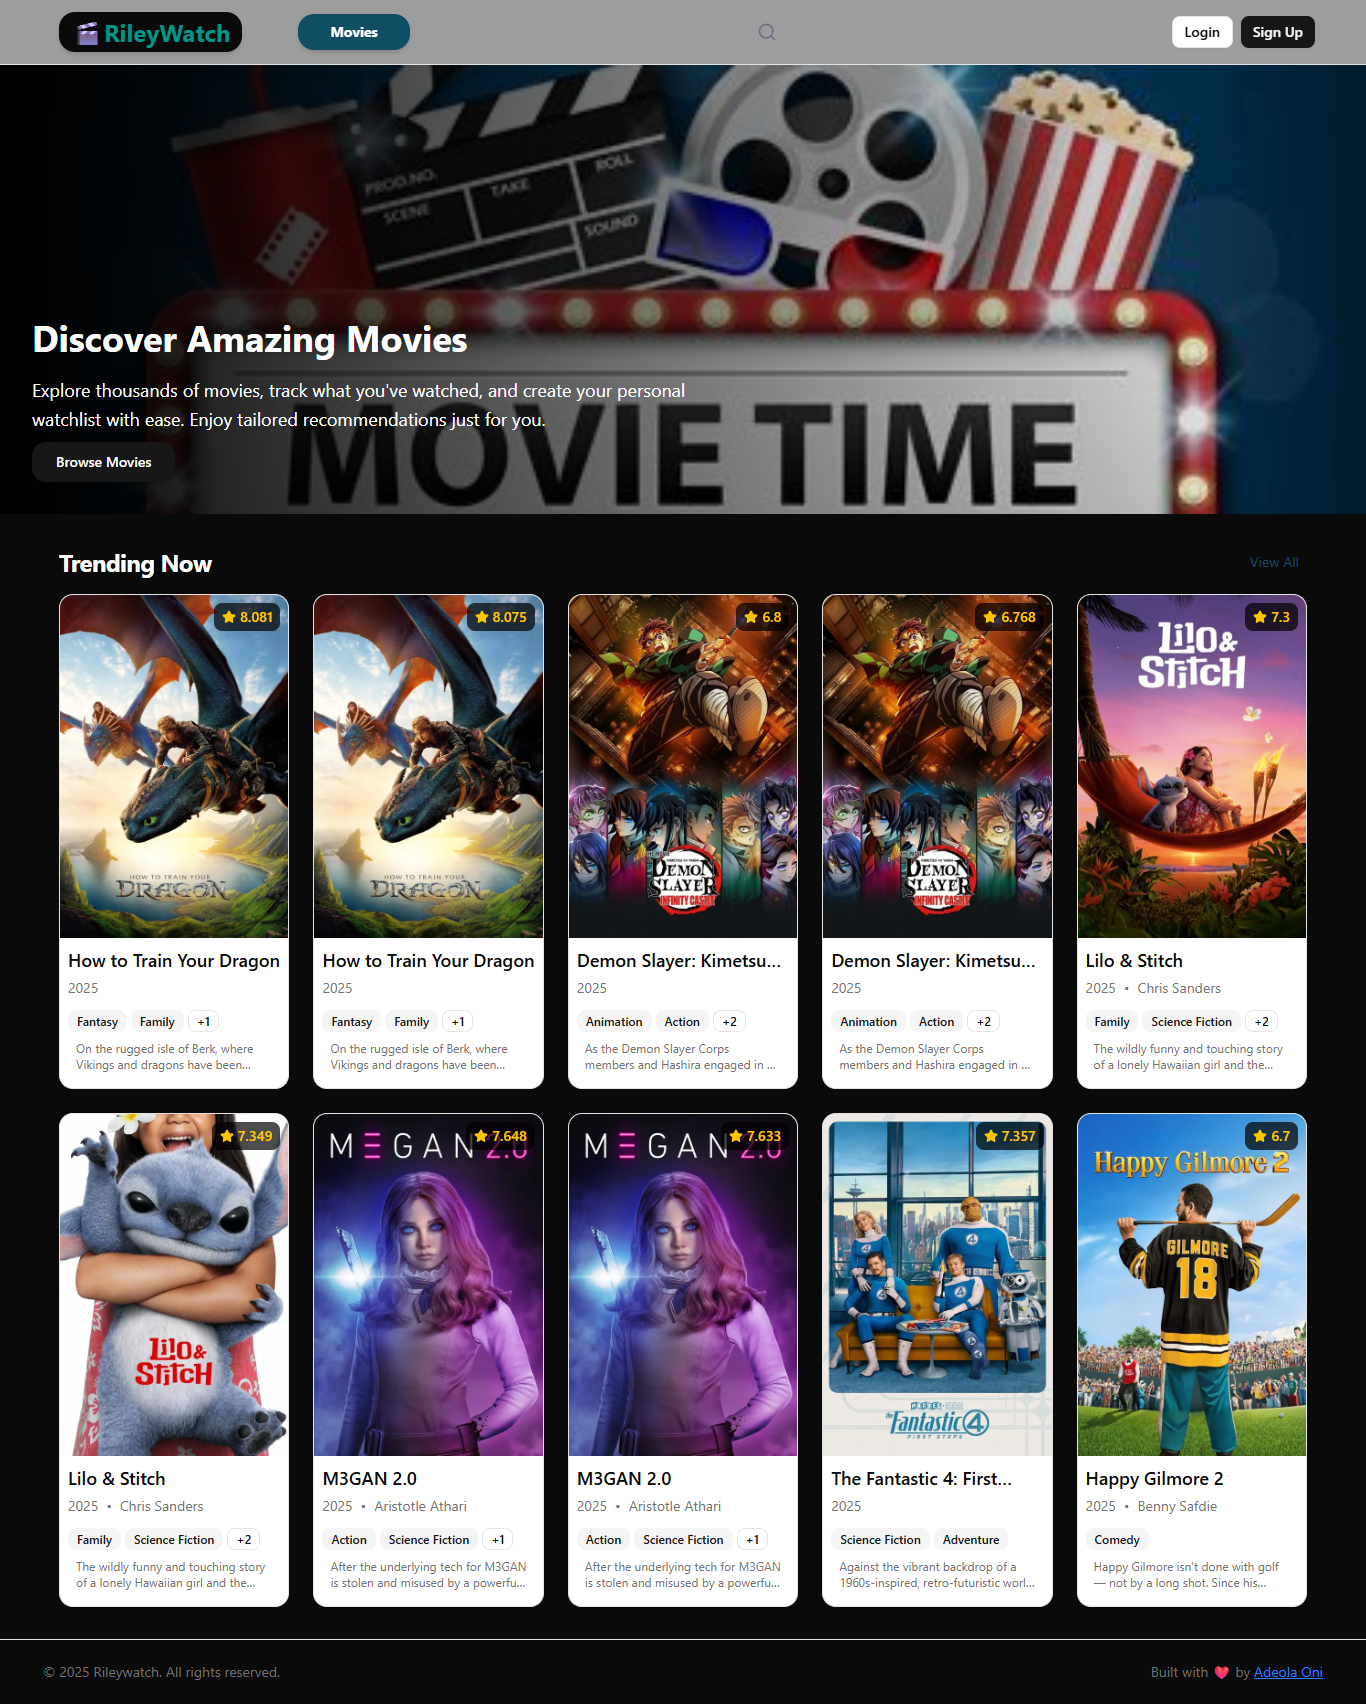 RileyWatch
Movies
Login
Sign Up
PROD.NO.
ROLL
SCENE
TAKE
SOUND
Discover Amazing Movies
Explore thousands of movies, track what you've watched, and create your personal
watchlist with ease. Enjoy tailored recommendations just for you.
Browse Movies
MOVIE TIME
Trending Now
View All
8.081
HOW TO TRAIN YOUR
DRAGON
How to Train Your Dragon
2025
Fantasy Family +1
On the rugged isle of Berk, where
Vikings and dragons have been...
8.075
HOW TO TRAIN YOUR
DRAGON
How to Train Your Dragon
2025
Fantasy Family +1
On the rugged isle of Berk, where
Vikings and dragons have been...
6.8
DEMON
SLAYER
INFINITY CASTLE
Demon Slayer: Kimetsu...
2025
Animation Action +2
As the Demon Slayer Corps
members and Hashira engaged in ...
6.768
DEMON
SLAYER
INFINITY CASTLE
Demon Slayer: Kimetsu...
2025
Animation Action +2
As the Demon Slayer Corps
members and Hashira engaged in ...
7.3
Lilo &
Stitch
Lilo & Stitch
2025 • Chris Sanders
Family Science Fiction +2
The wildly funny and touching story
of a lonely Hawaiian girl and the...
7.349
Lilo &
Stitch
Lilo & Stitch
2025 • Chris Sanders
Family Science Fiction +2
The wildly funny and touching story
of a lonely Hawaiian girl and the...
7.648
MΞGAN 2.0
M3GAN 2.0
2025 • Aristotle Athari
Action Science Fiction +1
After the underlying tech for M3GAN
is stolen and misused by a powerfu...
7.633
MΞGAN 2.0
M3GAN 2.0
2025 • Aristotle Athari
Action Science Fiction +1
After the underlying tech for M3GAN
is stolen and misused by a powerfu...
7.357
the Fantastic 4
FIRST STEPS
The Fantastic 4: First...
2025
Science Fiction Adventure
Against the vibrant backdrop of a
1960s-inspired, retro-futuristic worl...
6.7
Happy Gilmore 2
GILMORE
18
Happy Gilmore 2
2025 • Benny Safdie
Comedy
Happy Gilmore isn't done with golf
— not by a long shot. Since his...
© 2025 Rileywatch. All rights reserved.
Built with ❤️ by Adeola Oni